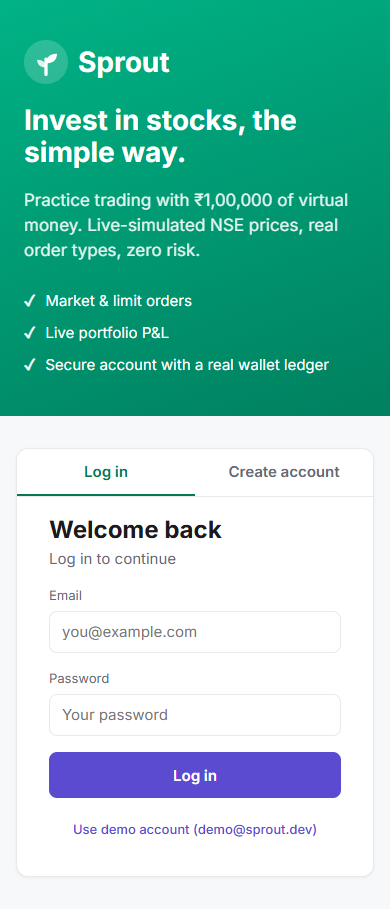 Sprout
Invest in stocks, the
simple way.
Practice trading with ₹1,00,000 of virtual
money. Live-simulated NSE prices, real
order types, zero risk.
✓ Market & limit orders
✓ Live portfolio P&L
✓ Secure account with a real wallet ledger
Log in
Create account
Welcome back
Log in to continue
Email
you@example.com
Password
Your password
Log in
Use demo account (demo@sprout.dev)